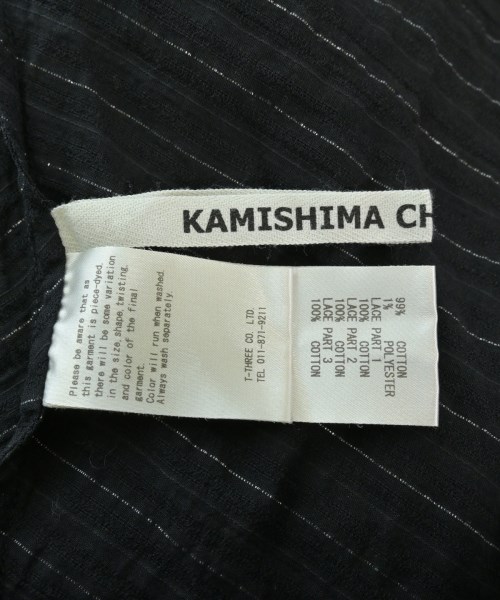 KAMISHIMA CH
Please be aware that as
this garment is piece-dyed,
there will be some variation
in the size, shape, twisting,
and color of the final
garment.
Color will run when washed.
Always wash separately.
T-THREE CO. LTD.
TEL 011-871-9211
99% COTTON
1% POLYESTER
LACE PART 1
100% COTTON
LACE PART 2
100% COTTON
LACE PART 3
100% COTTON